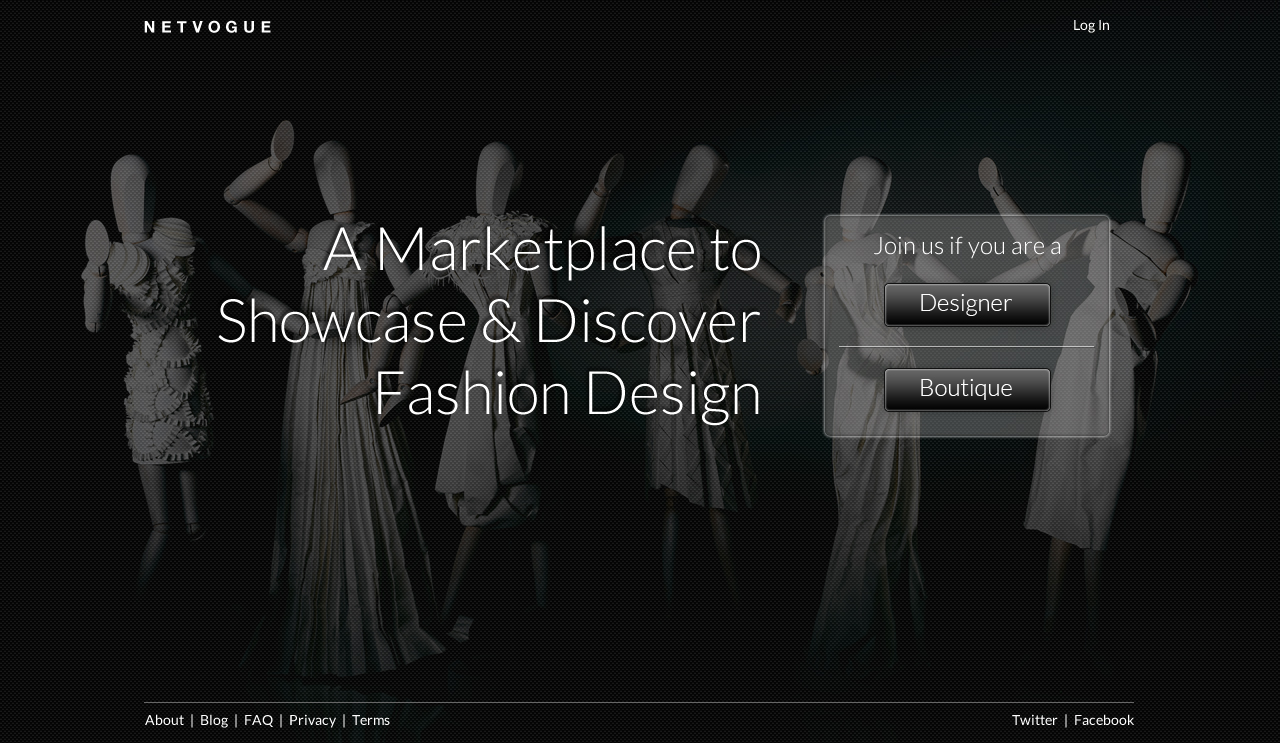 NETVOGUE
Log In
A Marketplace to
Showcase & Discover
Fashion Design
Join us if you are a
Designer
Boutique
About | Blog | FAQ | Privacy | Terms
Twitter | Facebook